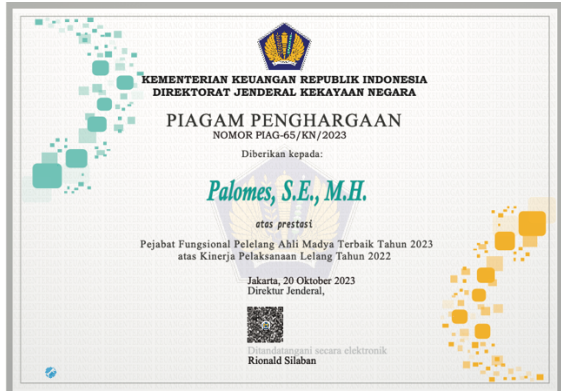 KEMENTERIAN KEUANGAN REPUBLIK INDONESIA
DIREKTORAT JENDERAL KEKAYAAN NEGARA
PIAGAM PENGHARGAAN
NOMOR PIAG-65/KN/2023
Diberikan kepada:
Palomes, S.E., M.H.
atas prestasi
Pejabat Fungsional Pelelang Ahli Madya Terbaik Tahun 2023
atas Kinerja Pelaksanaan Lelang Tahun 2022
Jakarta, 20 Oktober 2023
Direktur Jenderal,
Ditandatangani secara elektronik
Rionald Silaban